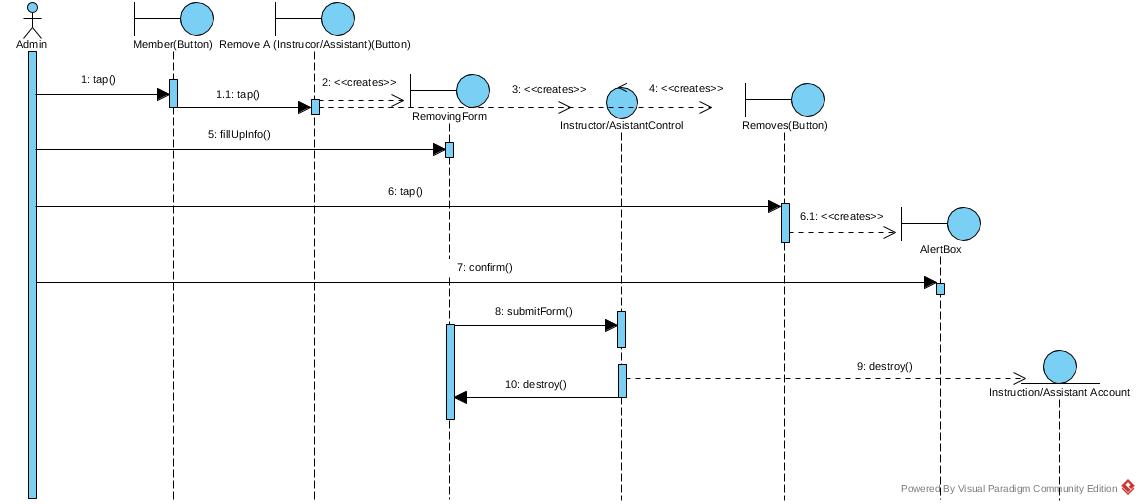 Admin
Member(Button)
Remove A (Instrucor/Assistant)(Button)
1: tap()
1.1: tap()
2: <<creates>>
RemovingForm
3: <<creates>>
Instructor/AsistantControl
4: <<creates>>
Removes(Button)
5: fillUpInfo()
6: tap()
6.1: <<creates>>
AlertBox
7: confirm()
8: submitForm()
9: destroy()
10: destroy()
Instruction/Assistant Account
Powered By Visual Paradigm Community Edition